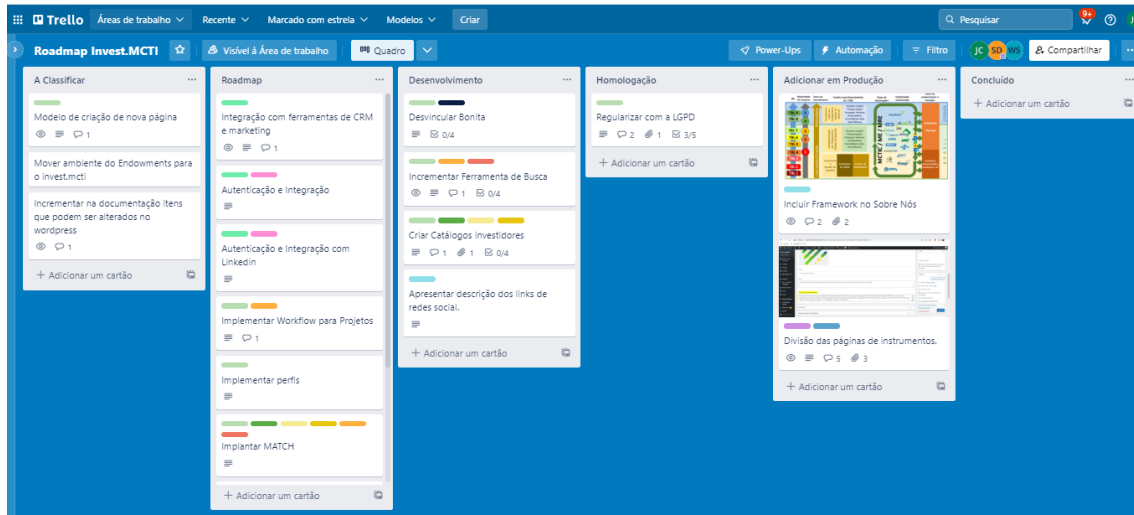 Trello Áreas de trabalho Recente Marcado com estrela Modelos Criar Pesquisar 9+
Roadmap Invest.MCTI Visível à Área de trabalho Quadro Power-Ups Automação Filtro JC SD WS Compartilhar
A Classificar
Modelo de criação de nova página
1
Mover ambiente do Endowments para
o invest.mcti
Incrementar na documentação itens
que podem ser alterados no
wordpress
1
+ Adicionar um cartão
Roadmap
Integração com ferramentas de CRM
e marketing
1
Autenticação e Integração
Autenticação e Integração com
Linkedin
Implementar Workflow para Projetos
1
Implementar perfis
Implantar MATCH
+ Adicionar um cartão
Desenvolvimento
Desvincular Bonita
0/4
Incrementar Ferramenta de Busca
1 0/4
Criar Catálogos Investidores
1 1 0/4
Apresentar descrição dos links de
redes social.
+ Adicionar um cartão
Homologação
Regularizar com a LGPD
2 1 3/5
+ Adicionar um cartão
Adicionar em Produção
MCTIC / ME / MRE
Incluir Framework no Sobre Nós
2 2
Divisão das páginas de instrumentos.
5 3
+ Adicionar um cartão
Concluído
+ Adicionar um cartão